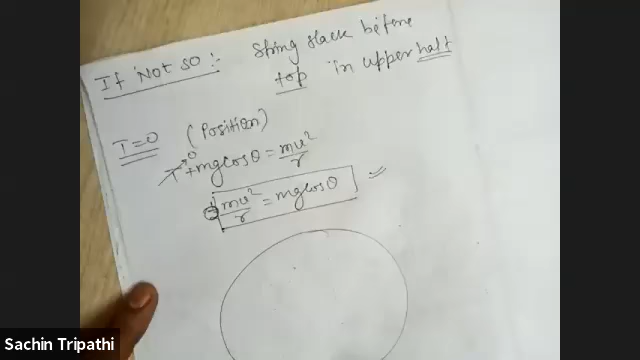 If Not so :- String slack before
top in upper half
T=0 (Position)
T+mgcosθ = mv²/r
mv²/r = mgcosθ
Sachin Tripathi